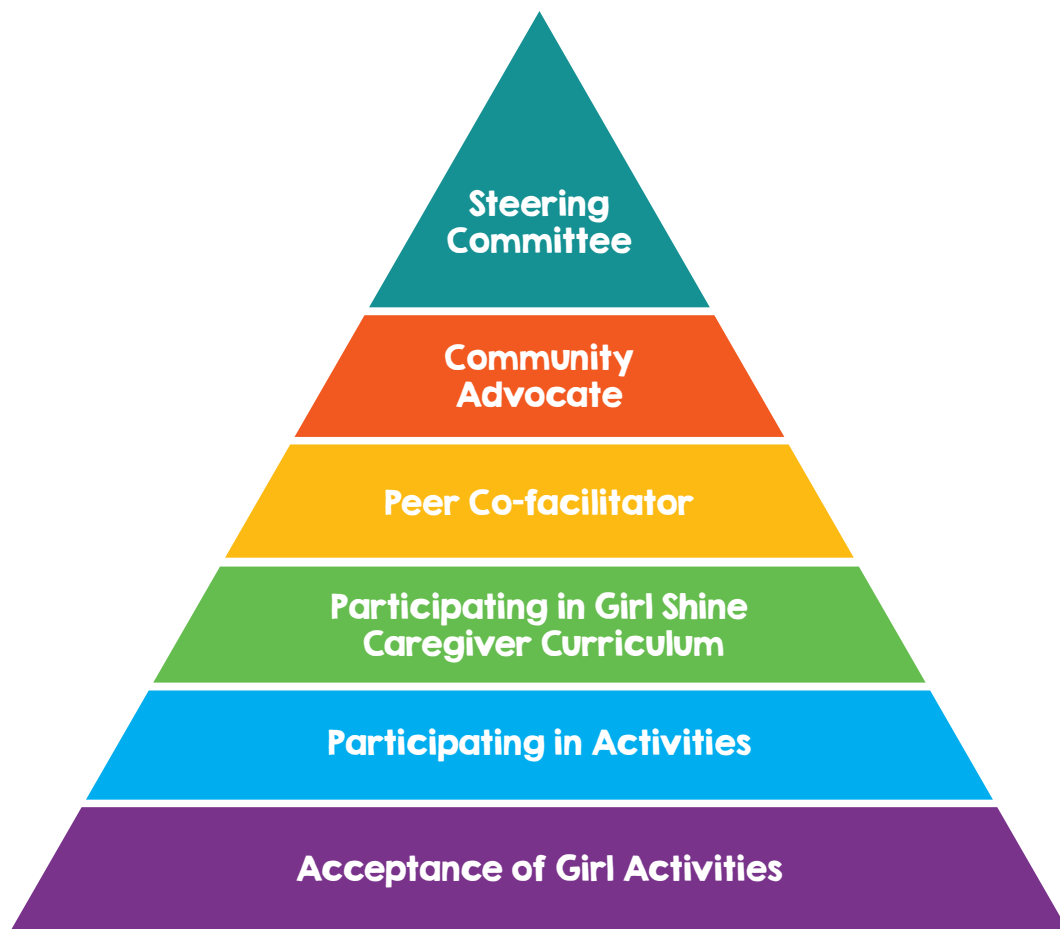 Steering
Committee
Community
Advocate
Peer Co-facilitator
Participating in Girl Shine
Caregiver Curriculum
Participating in Activities
Acceptance of Girl Activities